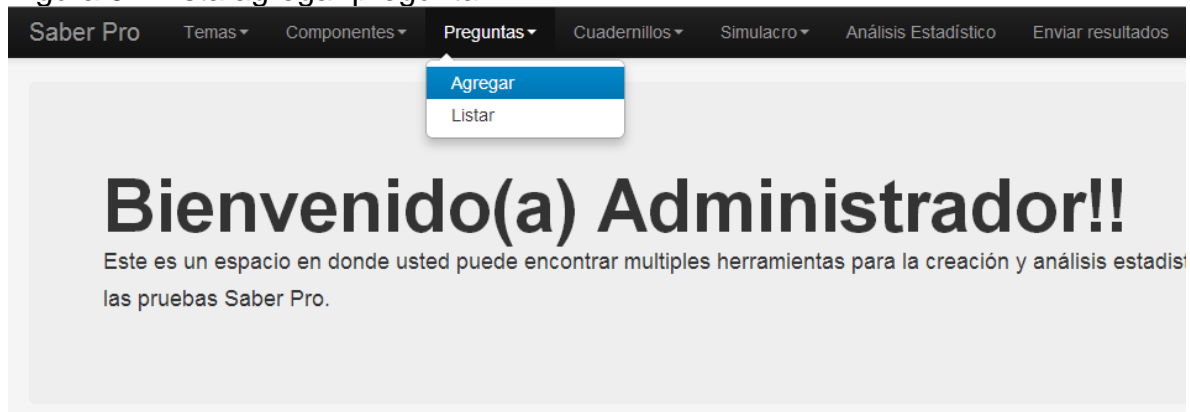 Saber Pro Temas Componentes Preguntas Cuadernillos Simulacro Análisis Estadístico Enviar resultados
Agregar
Listar
Bienvenido(a) Administrador!!
Este es un espacio en donde usted puede encontrar multiples herramientas para la creación y análisis
las pruebas Saber Pro.